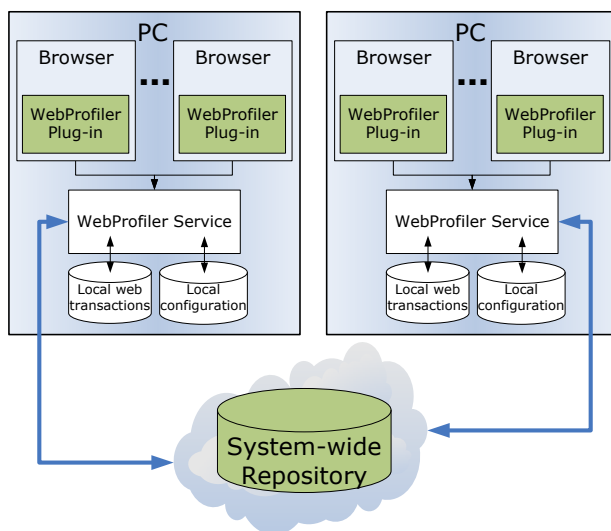 PC
Browser
...
Browser
WebProfiler
Plug-in
WebProfiler
Plug-in
WebProfiler Service
Local web
transactions
Local
configuration
PC
Browser
...
Browser
WebProfiler
Plug-in
WebProfiler
Plug-in
WebProfiler Service
Local web
transactions
Local
configuration
System-wide
Repository